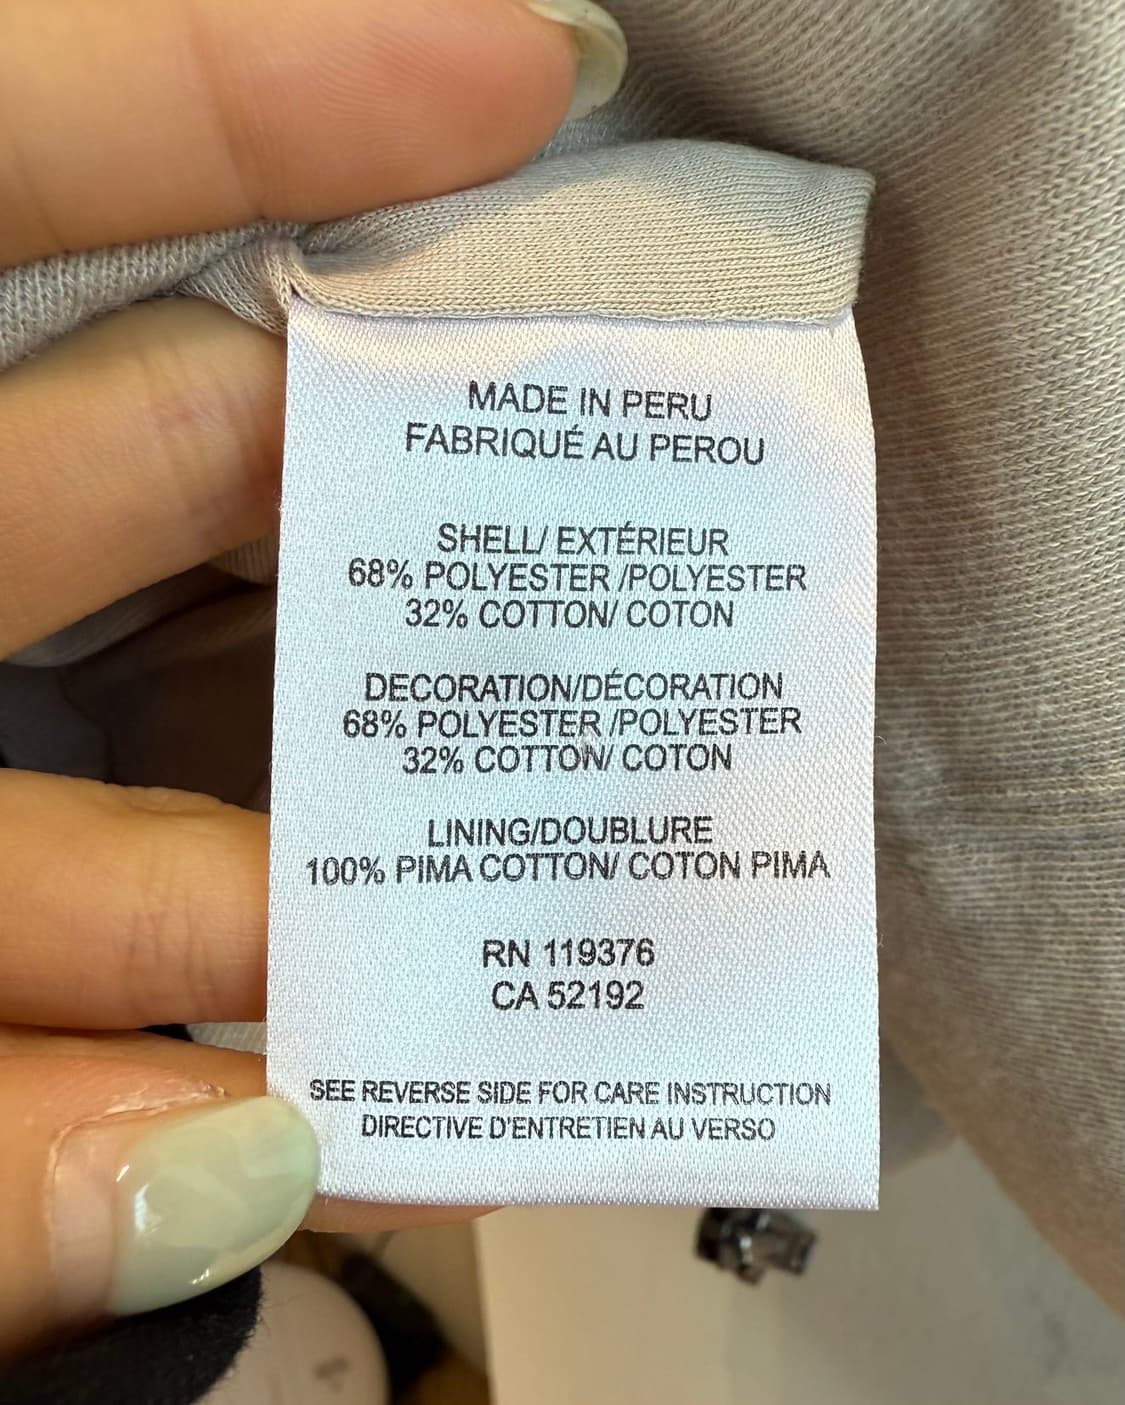 MADE IN PERU
FABRIQUÉ AU PEROU
SHELL/ EXTÉRIEUR
68% POLYESTER /POLYESTER
32% COTTON/ COTON
DECORATION/DÉCORATION
68% POLYESTER /POLYESTER
32% COTTON/ COTON
LINING/DOUBLURE
100% PIMA COTTON/ COTON PIMA
RN 119376
CA 52192
SEE REVERSE SIDE FOR CARE INSTRUCTION
DIRECTIVE D'ENTRETIEN AU VERSO